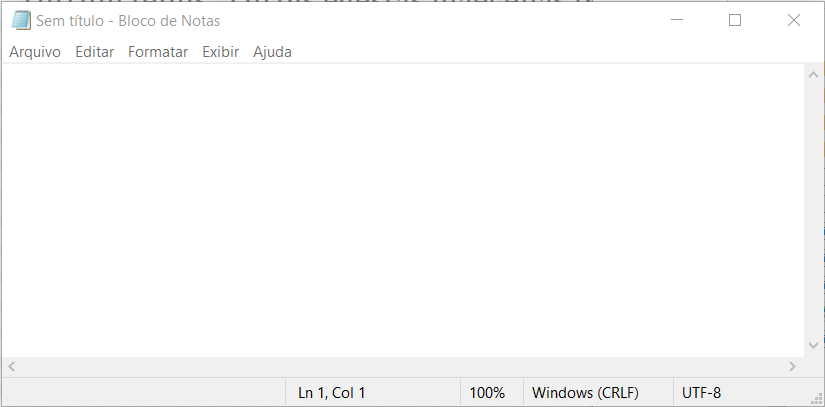 Sem título - Bloco de Notas
Arquivo Editar Formatar Exibir Ajuda
Ln 1, Col 1 100% Windows (CRLF) UTF-8